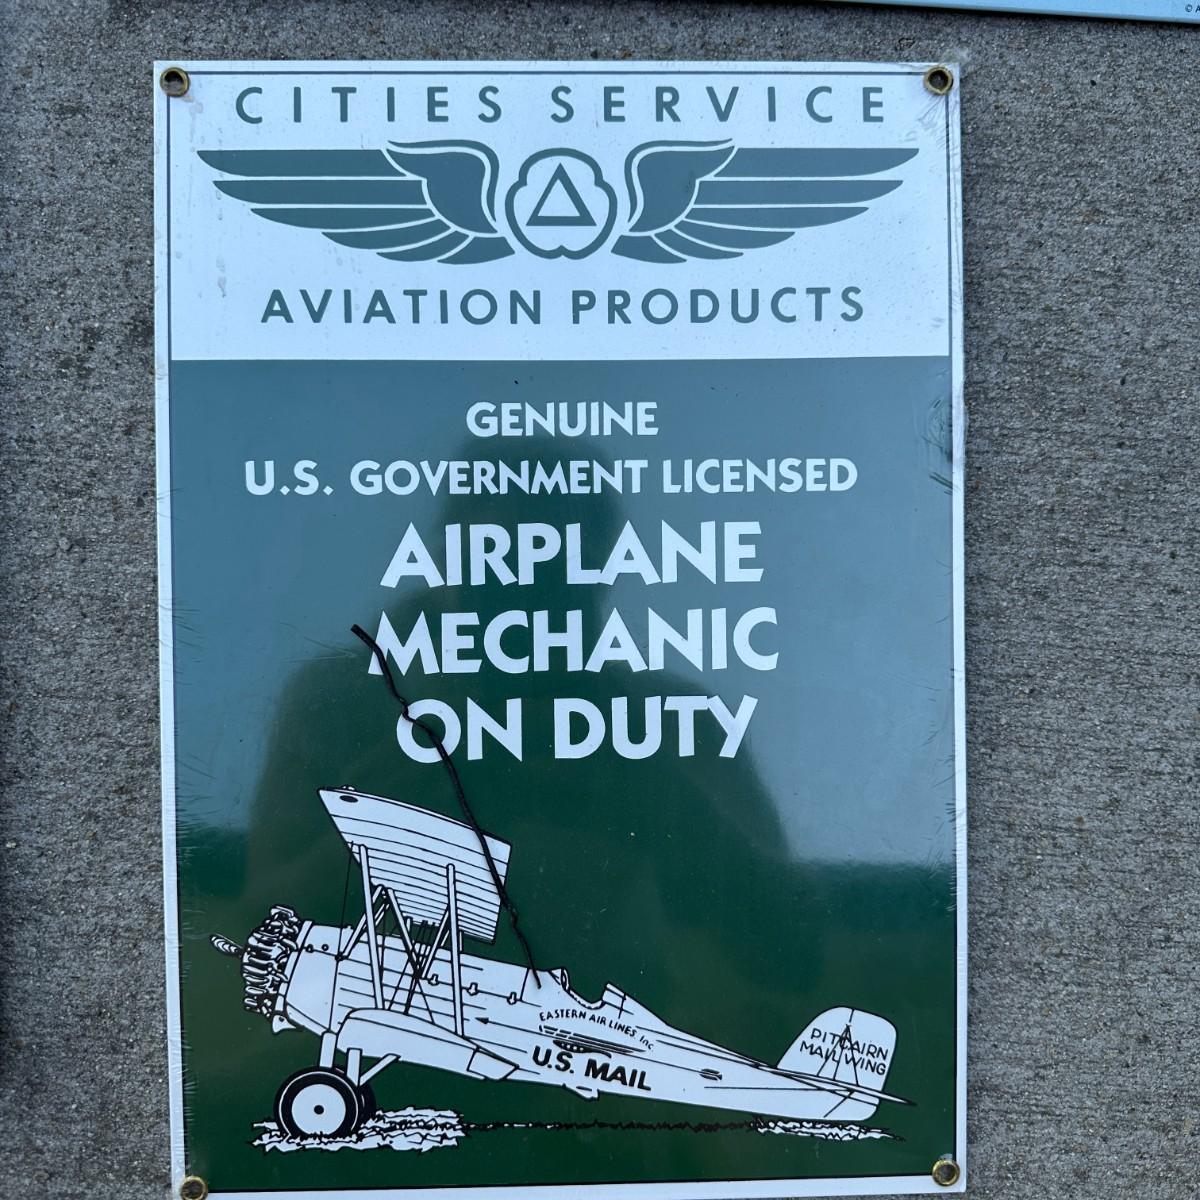 CITIES SERVICE
AVIATION PRODUCTS
GENUINE
U.S. GOVERNMENT LICENSED
AIRPLANE
MECHANIC
ON DUTY
EASTERN AIR LINES Inc.
U.S. MAIL
PITCAIRN
MAILWING